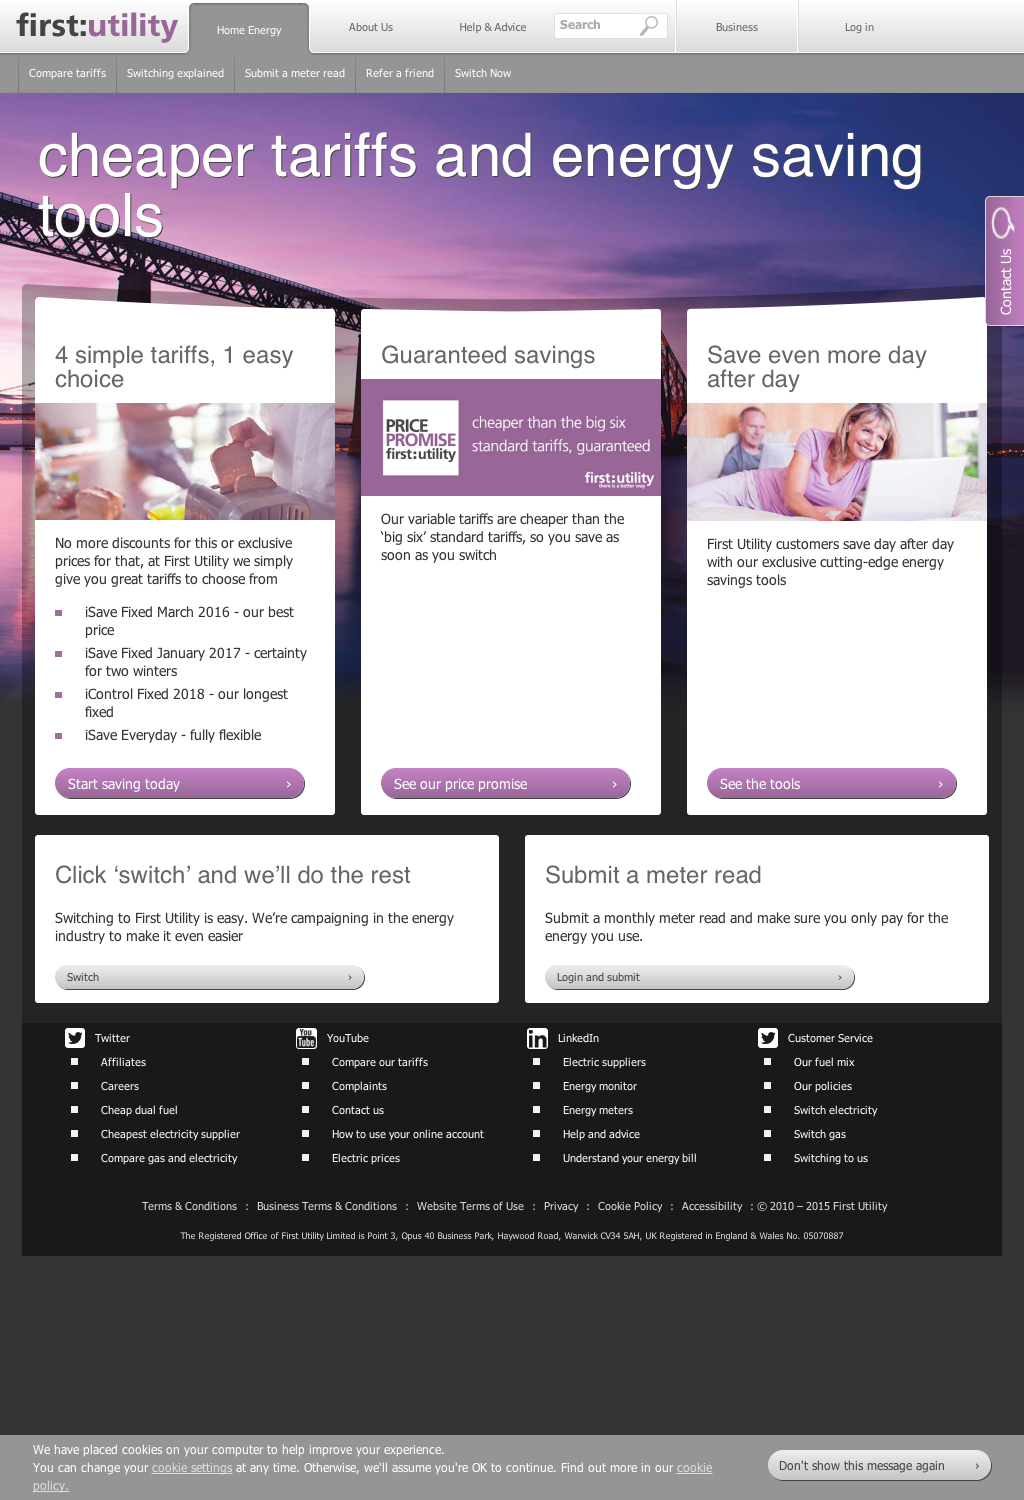 first:utility
Home Energy
About Us
Help & Advice
Search
Business
Log in
Compare tariffs
Switching explained
Submit a meter read
Refer a friend
Switch Now
cheaper tariffs and energy saving
tools
Contact Us
4 simple tariffs, 1 easy
choice
No more discounts for this or exclusive
prices for that, at First Utility we simply
give you great tariffs to choose from
iSave Fixed March 2016 - our best
price
iSave Fixed January 2017 - certainty
for two winters
iControl Fixed 2018 - our longest
fixed
iSave Everyday - fully flexible
Start saving today
Guaranteed savings
PRICE
PROMISE
first:utility
cheaper than the big six
standard tariffs, guaranteed
first:utility
there is a better way
Our variable tariffs are cheaper than the
‘big six’ standard tariffs, so you save as
soon as you switch
See our price promise
Save even more day
after day
First Utility customers save day after day
with our exclusive cutting-edge energy
savings tools
See the tools
Click ‘switch’ and we’ll do the rest
Switching to First Utility is easy. We’re campaigning in the energy
industry to make it even easier
Switch
Submit a meter read
Submit a monthly meter read and make sure you only pay for the
energy you use.
Login and submit
Twitter
Affiliates
Careers
Cheap dual fuel
Cheapest electricity supplier
Compare gas and electricity
You
Tube
YouTube
Compare our tariffs
Complaints
Contact us
How to use your online account
Electric prices
in
LinkedIn
Electric suppliers
Energy monitor
Energy meters
Help and advice
Understand your energy bill
Customer Service
Our fuel mix
Our policies
Switch electricity
Switch gas
Switching to us
Terms & Conditions : Business Terms & Conditions : Website Terms of Use : Privacy : Cookie Policy : Accessibility : © 2010 – 2015 First Utility
The Registered Office of First Utility Limited is Point 3, Opus 40 Business Park, Haywood Road, Warwick CV34 5AH, UK Registered in England & Wales No. 05070887
We have placed cookies on your computer to help improve your experience.
You can change your cookie settings at any time. Otherwise, we'll assume you're OK to continue. Find out more in our cookie
policy.
Don't show this message again